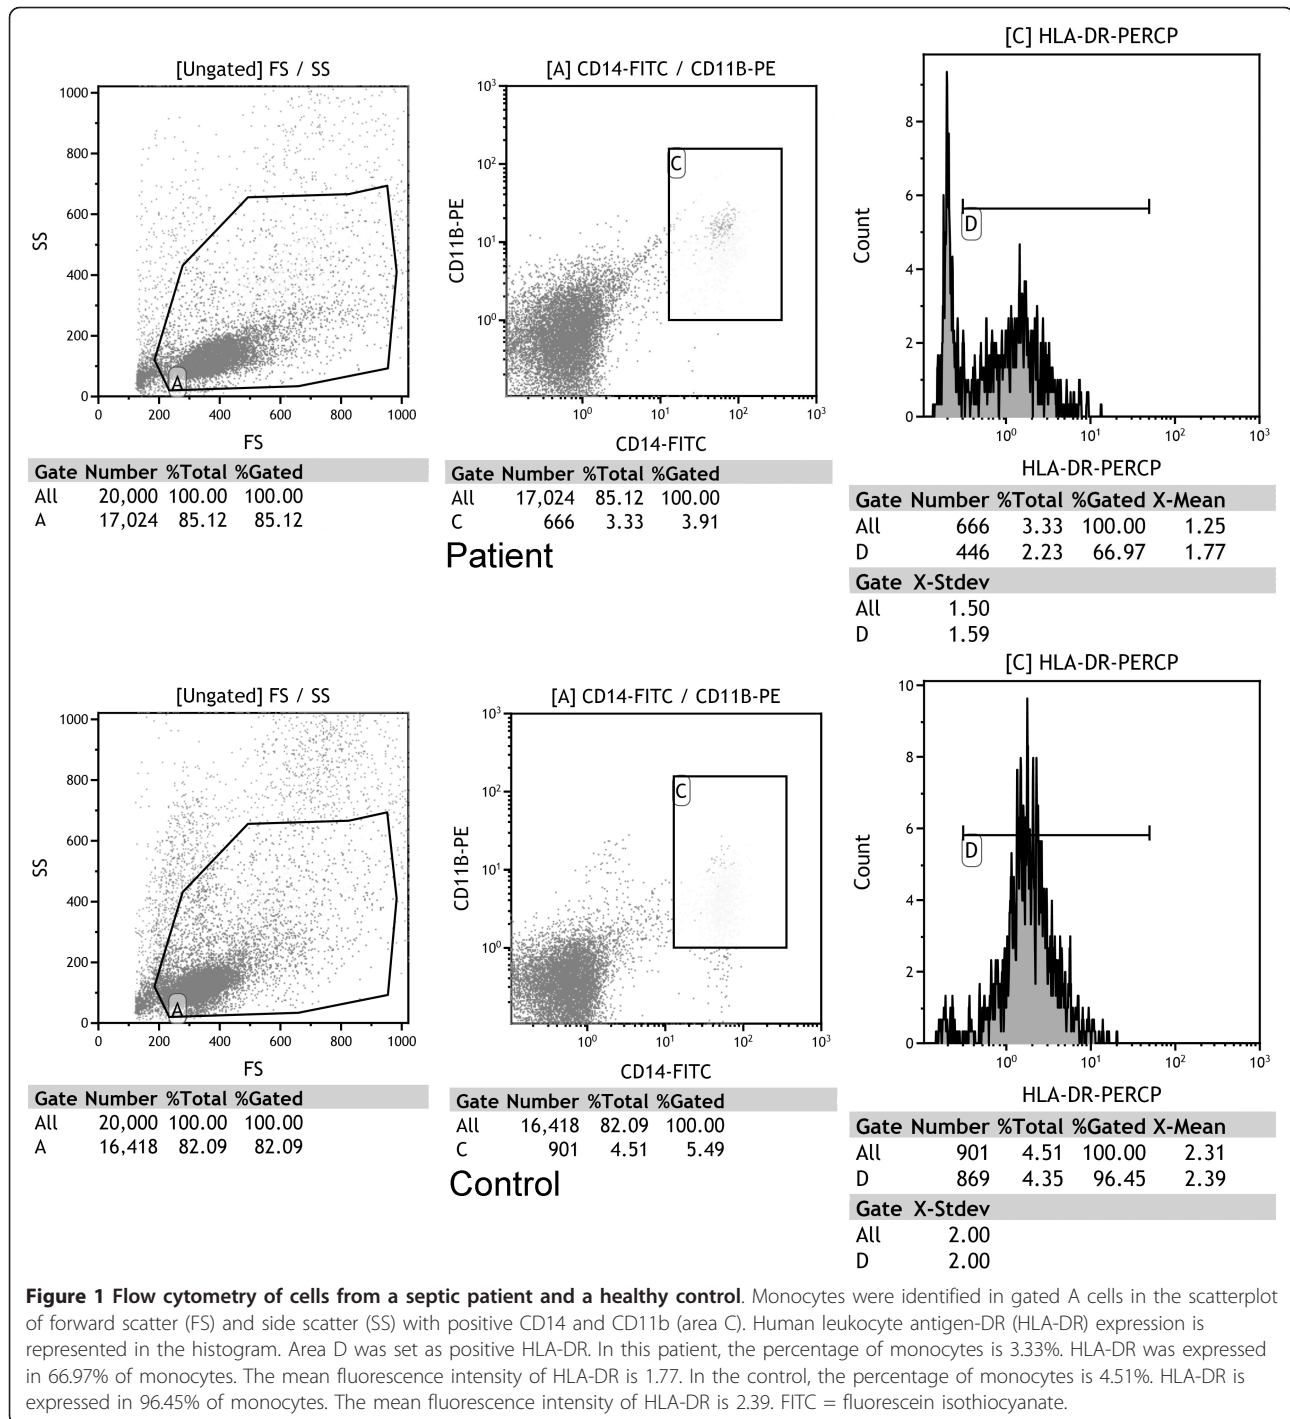 [Ungated] FS / SS
1000
800
600
400
200
0
SS
A
0 200 400 600 800 1000
FS
Gate Number %Total %Gated
All 20,000 100.00 100.00
A 17,024 85.12 85.12
[A] CD14-FITC / CD11B-PE
10³
10²
10¹
10⁰
CD11B-PE
C
10⁰ 10¹ 10² 10³
CD14-FITC
Gate Number %Total %Gated
All 17,024 85.12 100.00
C 666 3.33 3.91
Patient
[C] HLA-DR-PERCP
8
6
4
2
0
Count
D
10⁰ 10¹ 10² 10³
HLA-DR-PERCP
Gate Number %Total %Gated X-Mean
All 666 3.33 100.00 1.25
D 446 2.23 66.97 1.77
Gate X-Stdev
All 1.50
D 1.59
[Ungated] FS / SS
1000
800
600
400
200
0
SS
A
0 200 400 600 800 1000
FS
Gate Number %Total %Gated
All 20,000 100.00 100.00
A 16,418 82.09 82.09
[A] CD14-FITC / CD11B-PE
10³
10²
10¹
10⁰
CD11B-PE
C
10⁰ 10¹ 10² 10³
CD14-FITC
Gate Number %Total %Gated
All 16,418 82.09 100.00
C 901 4.51 5.49
Control
[C] HLA-DR-PERCP
10
8
6
4
2
0
Count
D
10⁰ 10¹ 10² 10³
HLA-DR-PERCP
Gate Number %Total %Gated X-Mean
All 901 4.51 100.00 2.31
D 869 4.35 96.45 2.39
Gate X-Stdev
All 2.00
D 2.00
Figure 1 Flow cytometry of cells from a septic patient and a healthy control. Monocytes were identified in gated A cells in the scatterplot
of forward scatter (FS) and side scatter (SS) with positive CD14 and CD11b (area C). Human leukocyte antigen-DR (HLA-DR) expression is
represented in the histogram. Area D was set as positive HLA-DR. In this patient, the percentage of monocytes is 3.33%. HLA-DR was expressed
in 66.97% of monocytes. The mean fluorescence intensity of HLA-DR is 1.77. In the control, the percentage of monocytes is 4.51%. HLA-DR is
expressed in 96.45% of monocytes. The mean fluorescence intensity of HLA-DR is 2.39. FITC = fluorescein isothiocyanate.